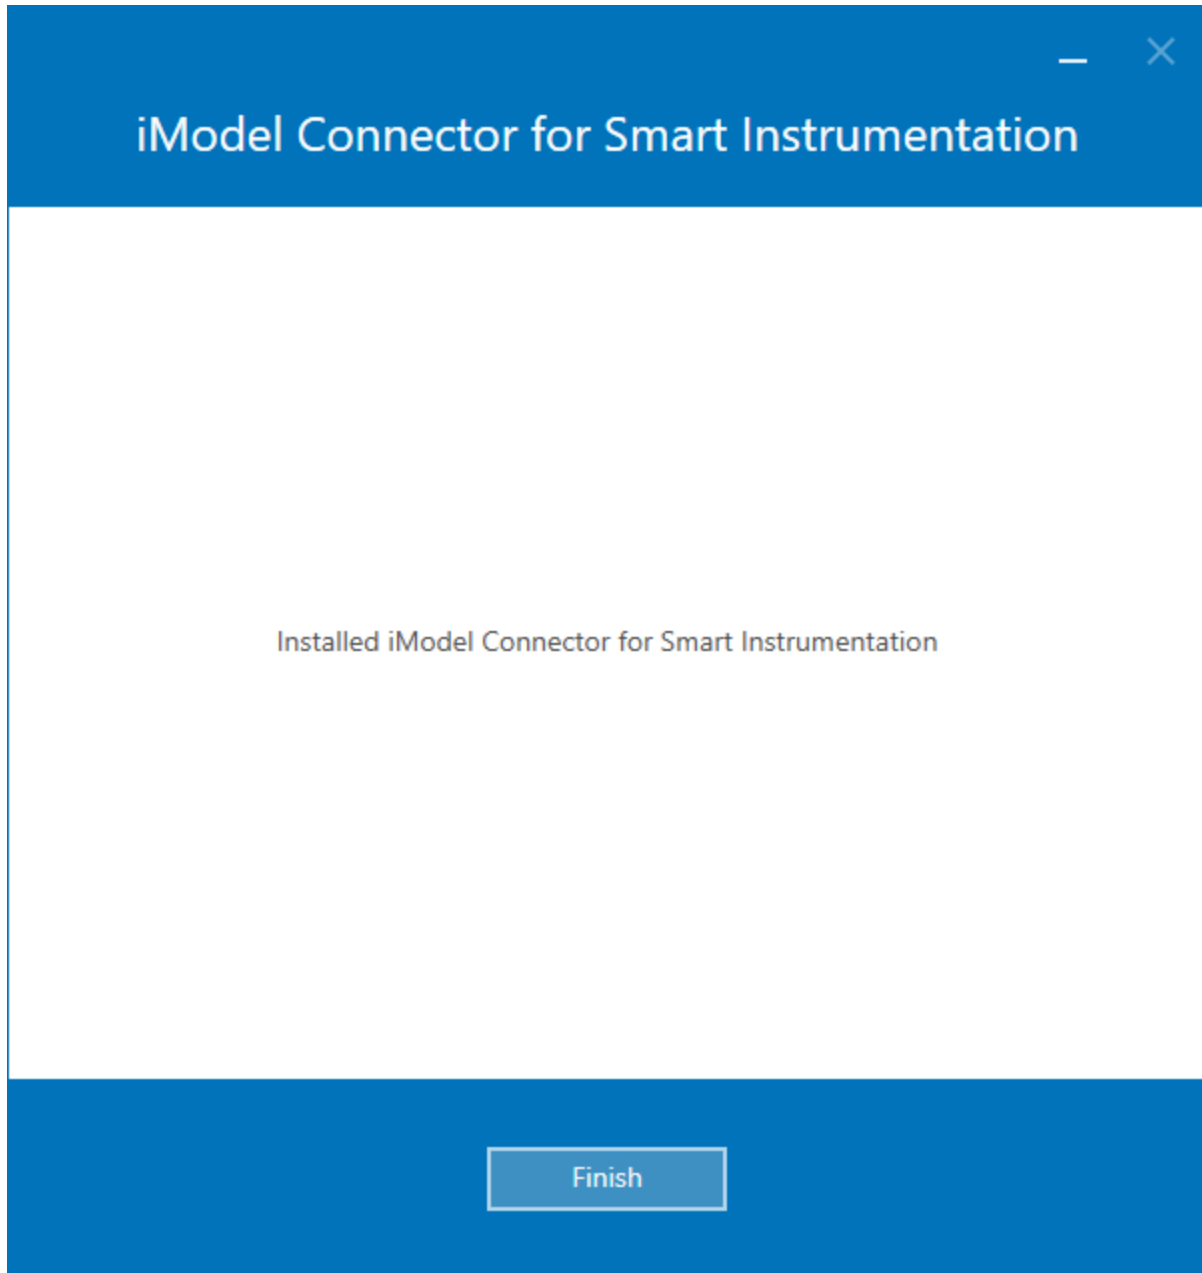 iModel Connector for Smart Instrumentation
Installed iModel Connector for Smart Instrumentation
Finish